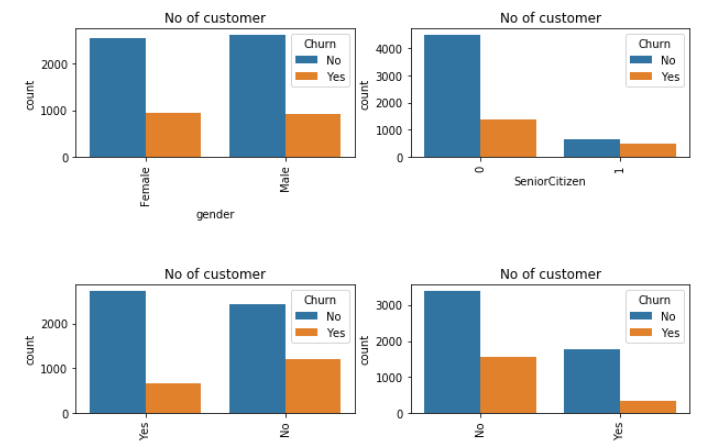 No of customer
Churn
No
Yes
2000
1000
0
count
Female
Male
gender
No of customer
Churn
No
Yes
4000
3000
2000
1000
0
count
0
1
SeniorCitizen
No of customer
Churn
No
Yes
2000
1000
0
count
Yes
No
No of customer
Churn
No
Yes
3000
2000
1000
0
count
No
Yes